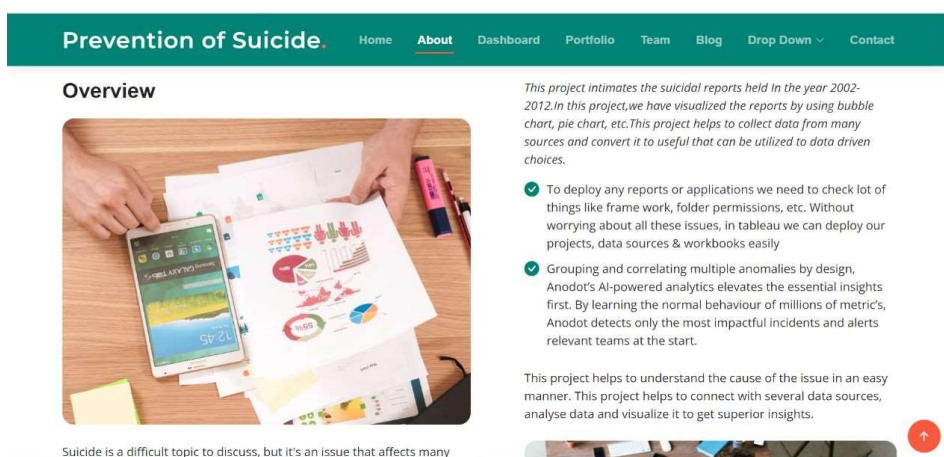 Prevention of Suicide.
Home About Dashboard Portfolio Team Blog Drop Down Contact
Overview
SAMSUNG GALAXY Tab S
12:45
55%
Suicide is a difficult topic to discuss, but it's an issue that affects many
This project intimates the suicidal reports held In the year 2002-
2012.In this project,we have visualized the reports by using bubble
chart, pie chart, etc.This project helps to collect data from many
sources and convert it to useful that can be utilized to data driven
choices.
To deploy any reports or applications we need to check lot of
things like frame work, folder permissions, etc. Without
worrying about all these issues, in tableau we can deploy our
projects, data sources & workbooks easily
Grouping and correlating multiple anomalies by design,
Anodot's AI-powered analytics elevates the essential insights
first. By learning the normal behaviour of millions of metric's,
Anodot detects only the most impactful incidents and alerts
relevant teams at the start.
This project helps to understand the cause of the issue in an easy
manner. This project helps to connect with several data sources,
analyse data and visualize it to get superior insights.